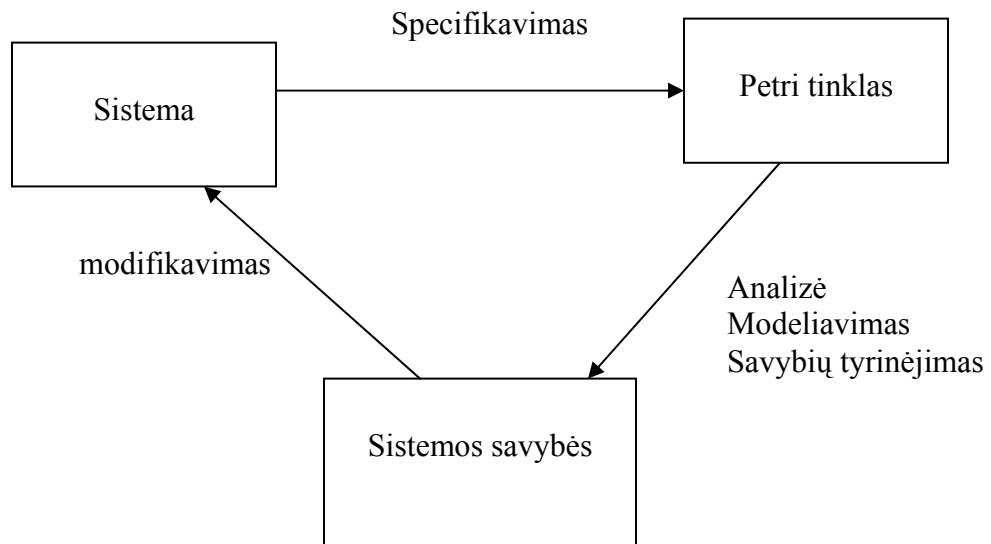 Specifikavimas
Sistema
Petri tinklas
modifikavimas
Analizė
Modeliavimas
Savybių tyrinėjimas
Sistemos savybės